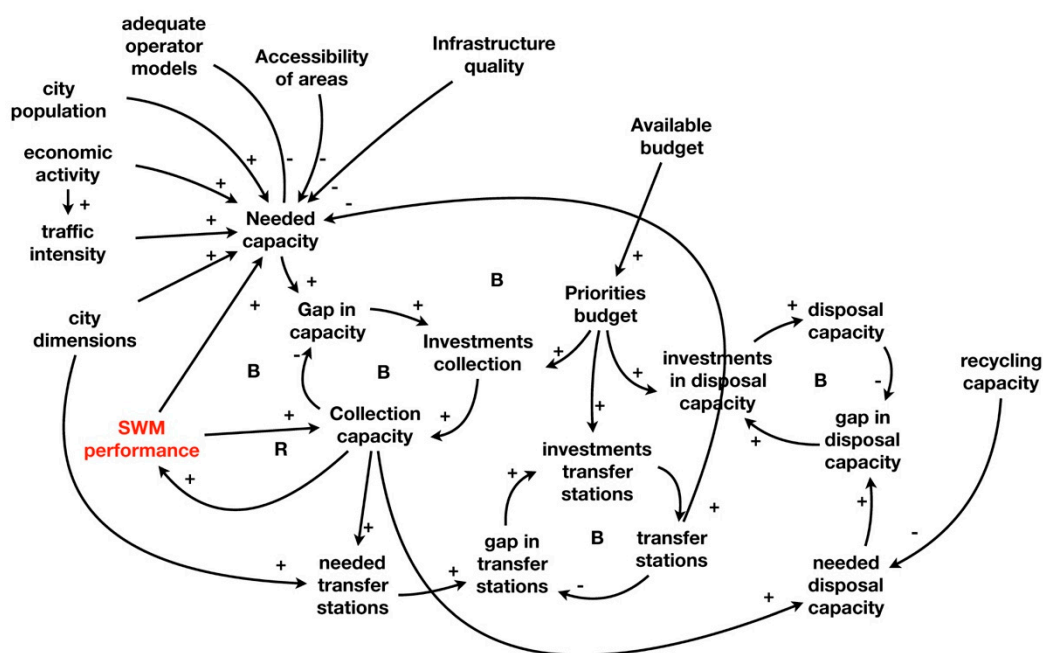 adequate
operator
models
Accessibility
of areas
Infrastructure
quality
city
population
Available
budget
economic
activity
+
-
-
+
-
+
-
traffic
intensity
+
Needed
capacity
+
+
+
B
Priorities
budget
city
dimensions
+
Gap in
capacity
+
+
disposal
capacity
Investments
collection
-
+
investments
in disposal
capacity
recycling
capacity
B
B
+
B
-
SWM
performance
+
Collection
capacity
+
+
gap in
disposal
capacity
R
investments
transfer
stations
+
+
+
+
+
+
gap in
transfer
stations
B
transfer
stations
-
+
needed
transfer
stations
+
-
+
needed
disposal
capacity